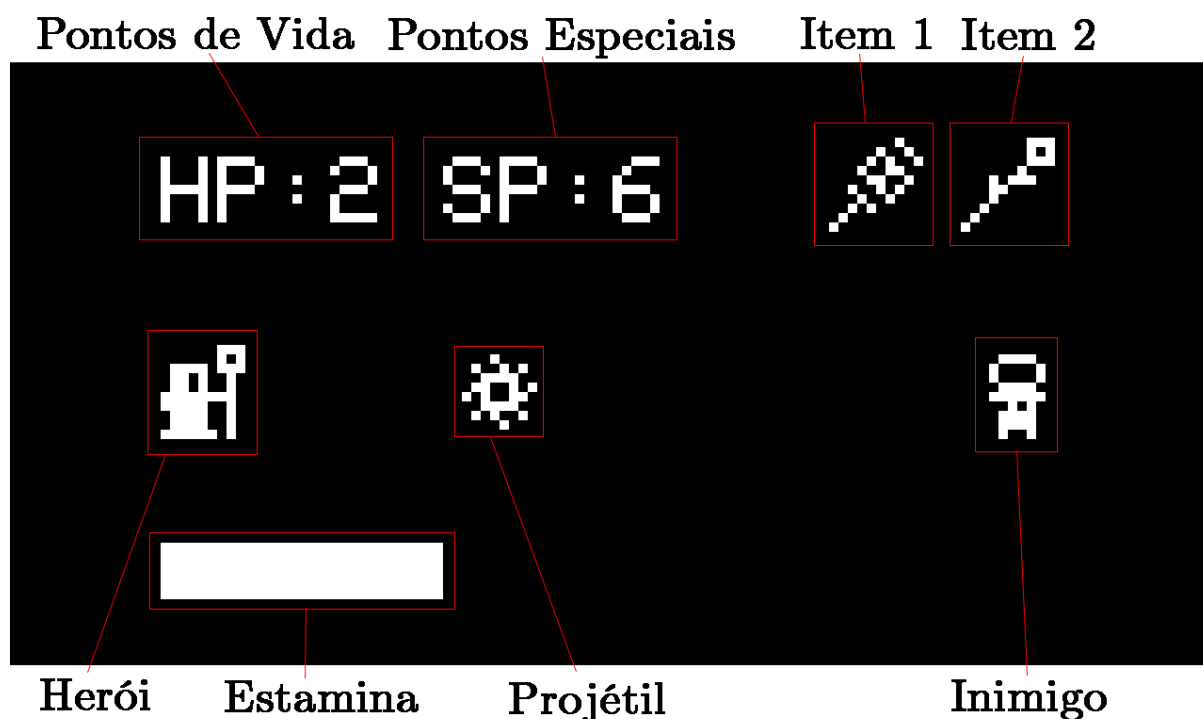 Pontos de Vida Pontos Especiais Item 1 Item 2
HP:2 SP:6
Herói Estamina Projétil Inimigo